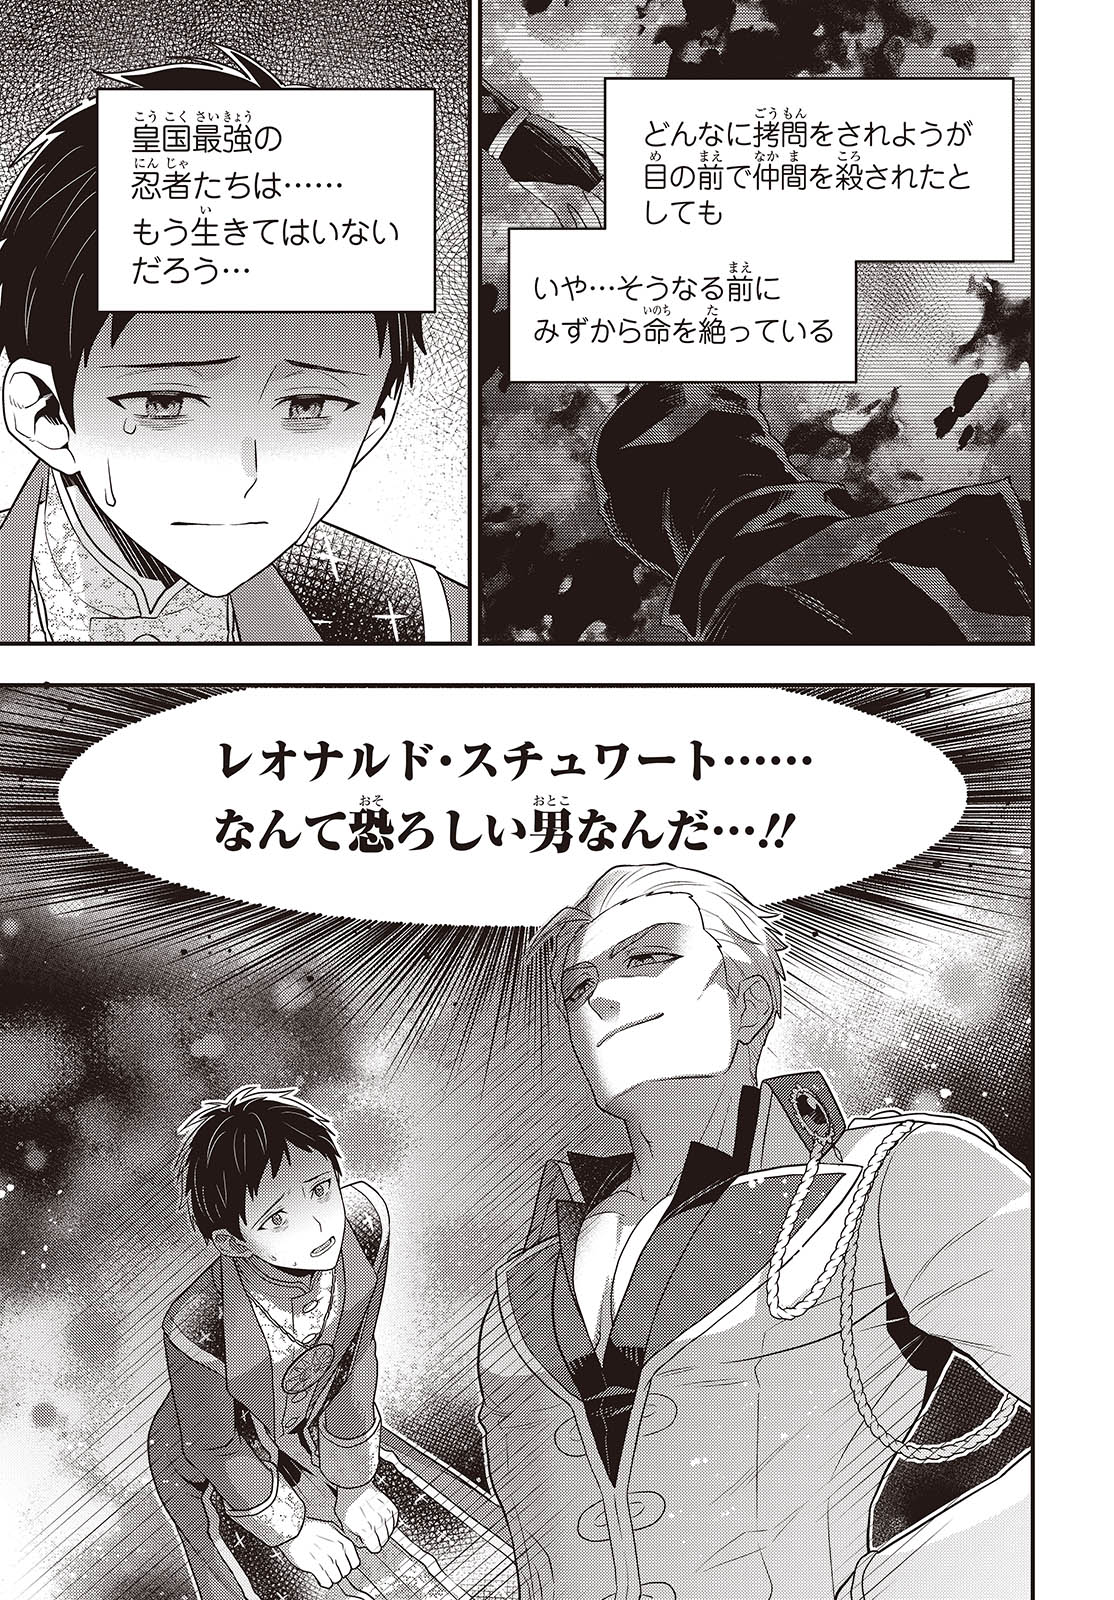 どんなに拷問をされようが
目の前で仲間を殺されたと
しても
いや…そうなる前に
みずから命を絶っている
皇国最強の
忍者たちは……
もう生きてはいない
だろう…
レオナルド・スチュワート……
なんて恐ろしい男なんだ…!!